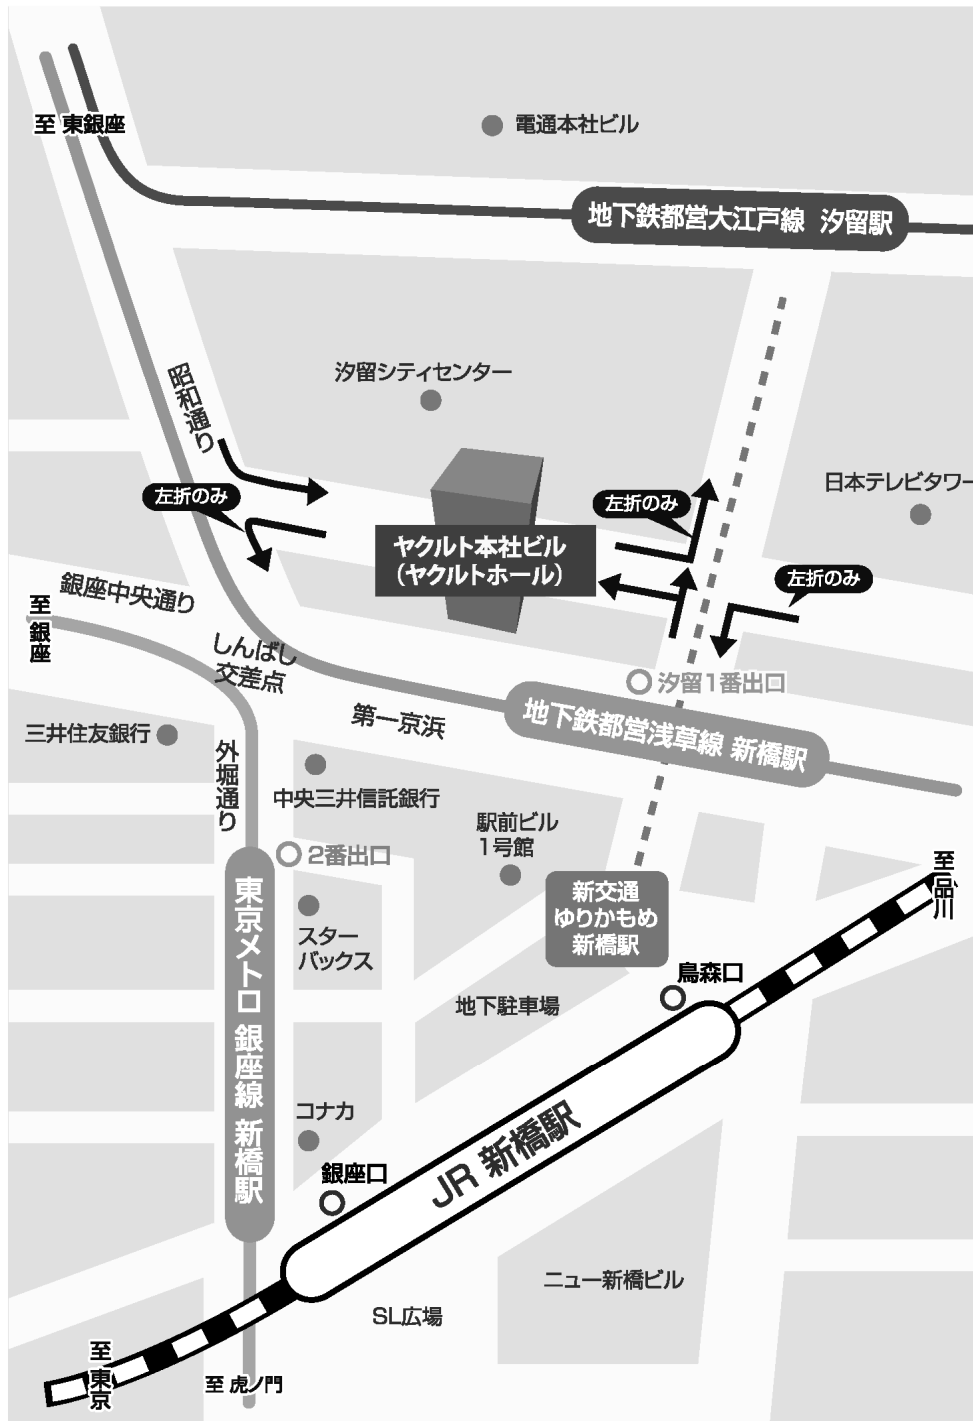 至 東銀座
電通本社ビル
地下鉄都営大江戸線 汐留駅
汐留シティセンター
昭和通り
左折のみ
左折のみ
日本テレビタワー
ヤクルト本社ビル
（ヤクルトホール）
左折のみ
銀座中央通り
至 銀座
しんばし
交差点
汐留1番出口
第一京浜
地下鉄都営浅草線 新橋駅
三井住友銀行
外堀通り
中央三井信託銀行
駅前ビル
1号館
2番出口
至 品川
新交通
ゆりかもめ
新橋駅
東京メトロ 銀座線 新橋駅
スター
バックス
烏森口
地下駐車場
コナカ
JR 新橋駅
銀座口
ニュー新橋ビル
SL広場
至 東京
至 虎ノ門